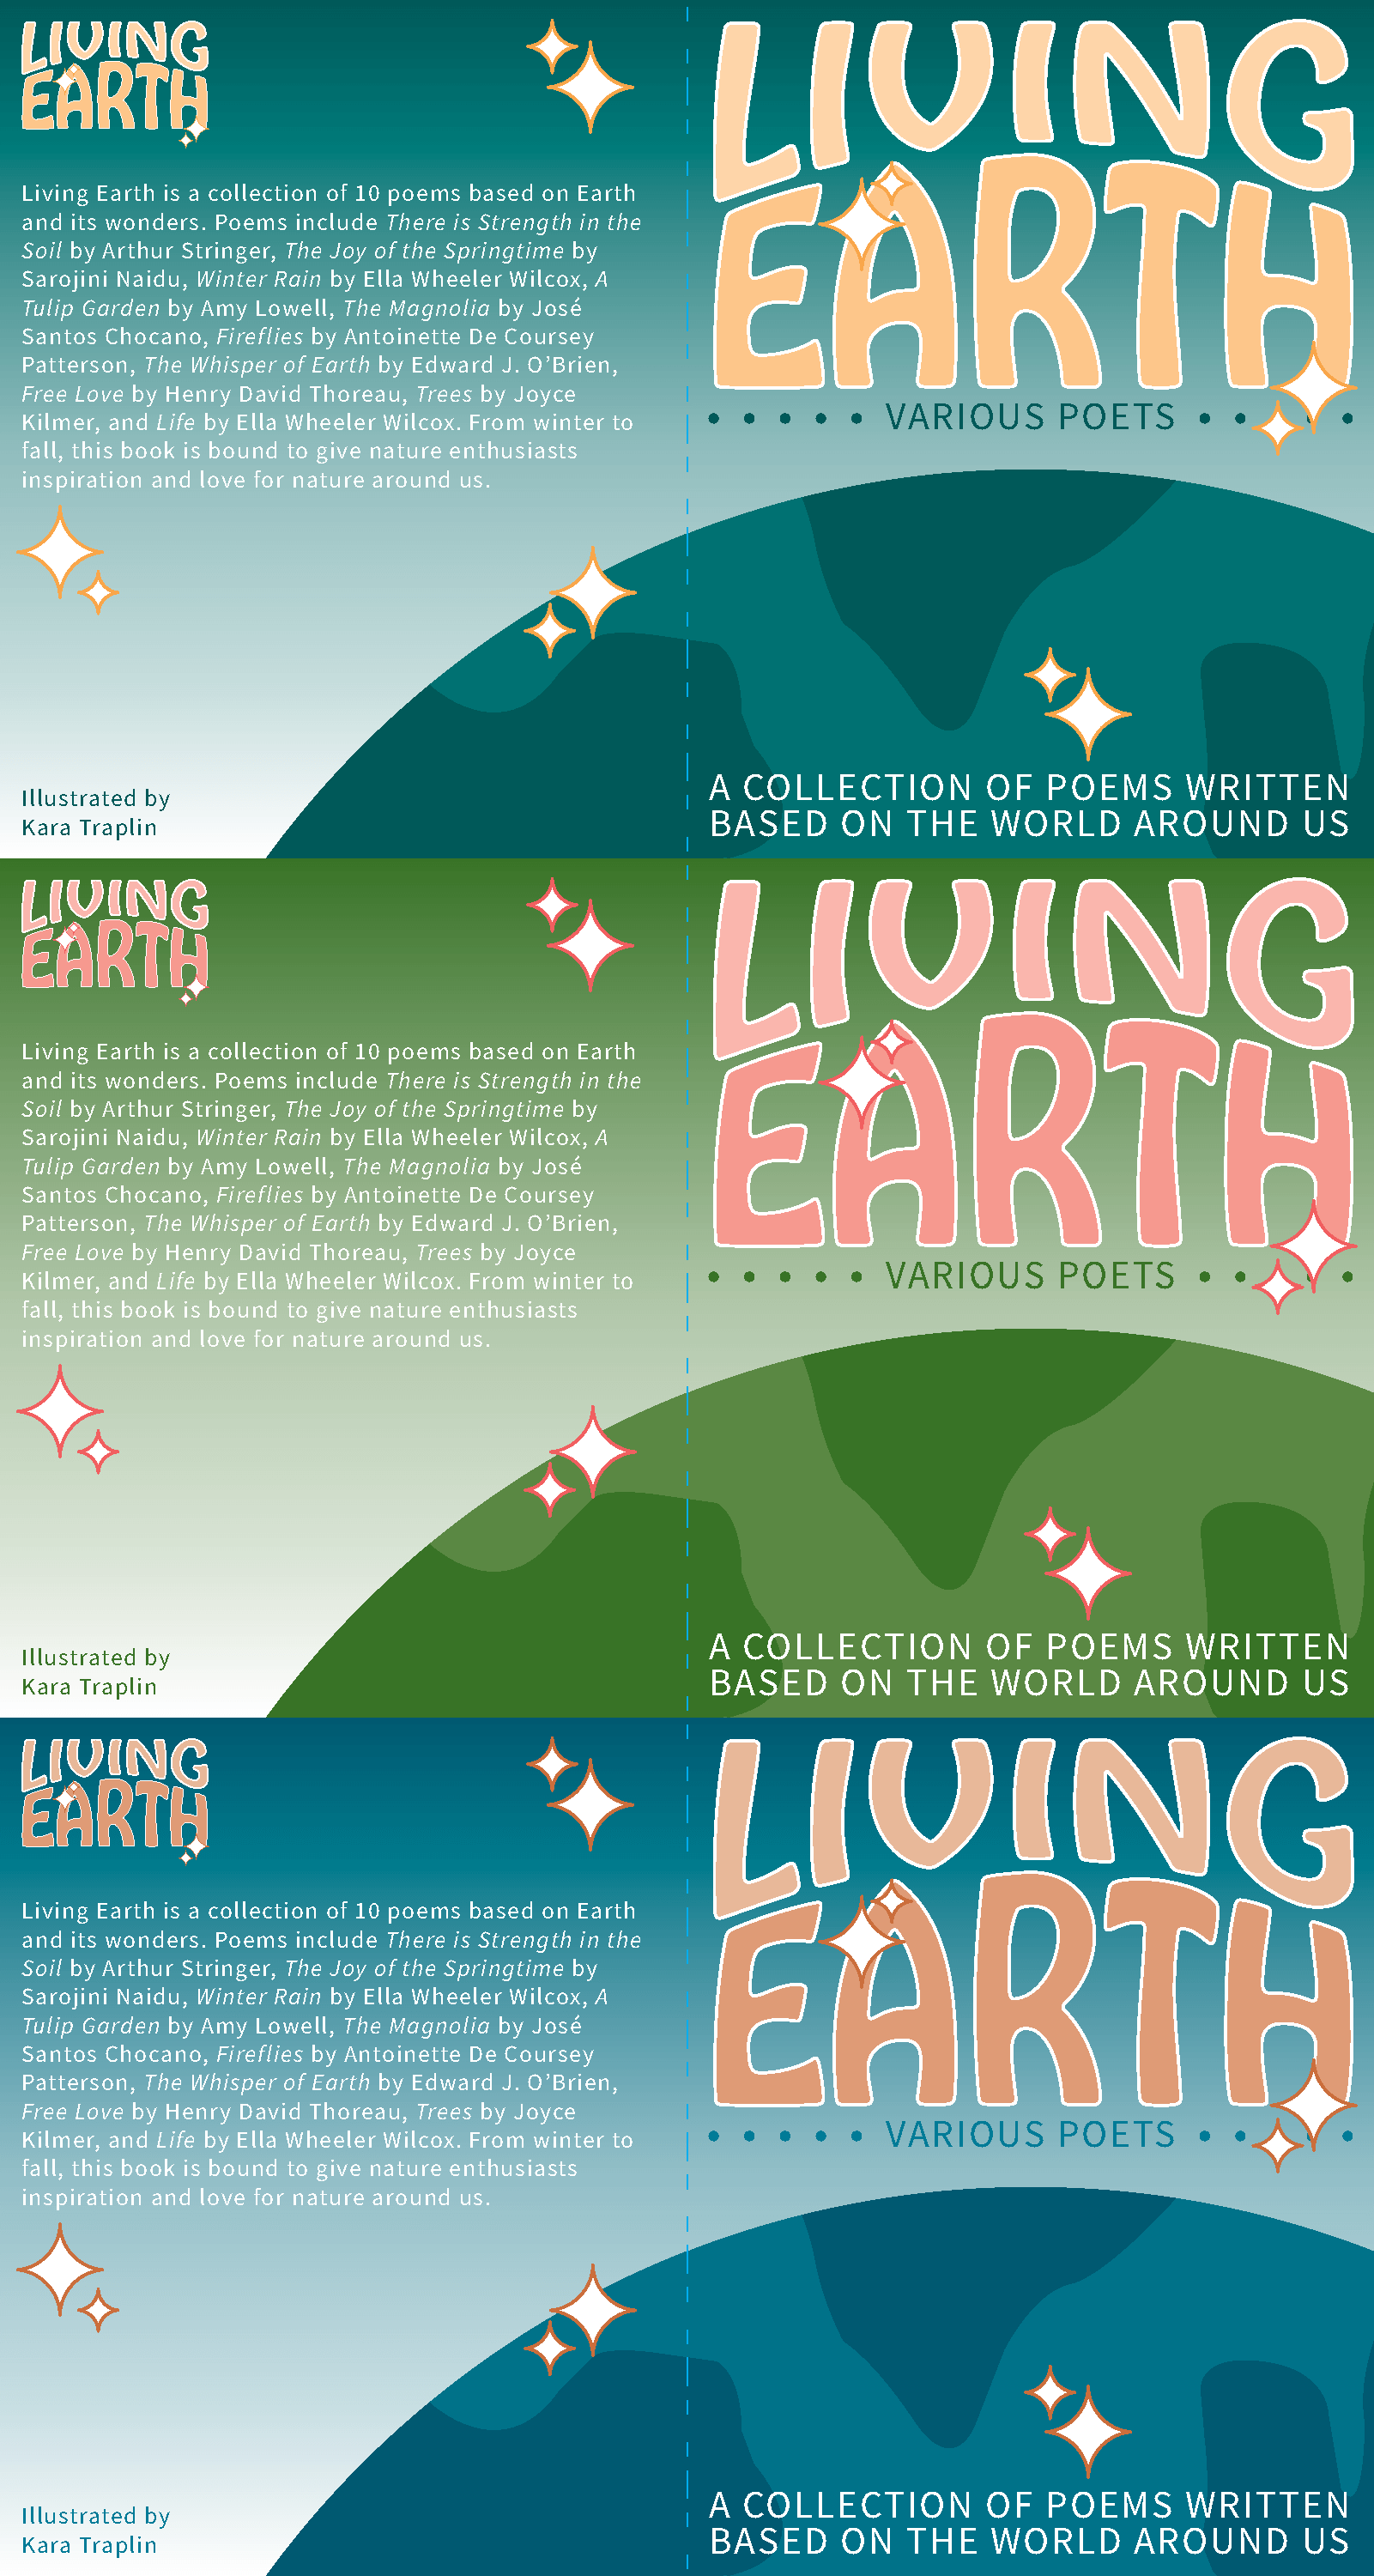 LIVING
EARTH
Living Earth is a collection of 10 poems based on Earth
and its wonders. Poems include There is Strength in the
Soil by Arthur Stringer, The Joy of the Springtime by
Sarojini Naidu, Winter Rain by Ella Wheeler Wilcox, A
Tulip Garden by Amy Lowell, The Magnolia by José
Santos Chocano, Fireflies by Antoinette De Coursey
Patterson, The Whisper of Earth by Edward J. O’Brien,
Free Love by Henry David Thoreau, Trees by Joyce
Kilmer, and Life by Ella Wheeler Wilcox. From winter to
fall, this book is bound to give nature enthusiasts
inspiration and love for nature around us.
Illustrated by
Kara Traplin
LIVING
EARTH
VARIOUS POETS
A COLLECTION OF POEMS WRITTEN
BASED ON THE WORLD AROUND US
LIVING
EARTH
Living Earth is a collection of 10 poems based on Earth
and its wonders. Poems include There is Strength in the
Soil by Arthur Stringer, The Joy of the Springtime by
Sarojini Naidu, Winter Rain by Ella Wheeler Wilcox, A
Tulip Garden by Amy Lowell, The Magnolia by José
Santos Chocano, Fireflies by Antoinette De Coursey
Patterson, The Whisper of Earth by Edward J. O’Brien,
Free Love by Henry David Thoreau, Trees by Joyce
Kilmer, and Life by Ella Wheeler Wilcox. From winter to
fall, this book is bound to give nature enthusiasts
inspiration and love for nature around us.
Illustrated by
Kara Traplin
LIVING
EARTH
VARIOUS POETS
A COLLECTION OF POEMS WRITTEN
BASED ON THE WORLD AROUND US
LIVING
EARTH
Living Earth is a collection of 10 poems based on Earth
and its wonders. Poems include There is Strength in the
Soil by Arthur Stringer, The Joy of the Springtime by
Sarojini Naidu, Winter Rain by Ella Wheeler Wilcox, A
Tulip Garden by Amy Lowell, The Magnolia by José
Santos Chocano, Fireflies by Antoinette De Coursey
Patterson, The Whisper of Earth by Edward J. O’Brien,
Free Love by Henry David Thoreau, Trees by Joyce
Kilmer, and Life by Ella Wheeler Wilcox. From winter to
fall, this book is bound to give nature enthusiasts
inspiration and love for nature around us.
Illustrated by
Kara Traplin
LIVING
EARTH
VARIOUS POETS
A COLLECTION OF POEMS WRITTEN
BASED ON THE WORLD AROUND US